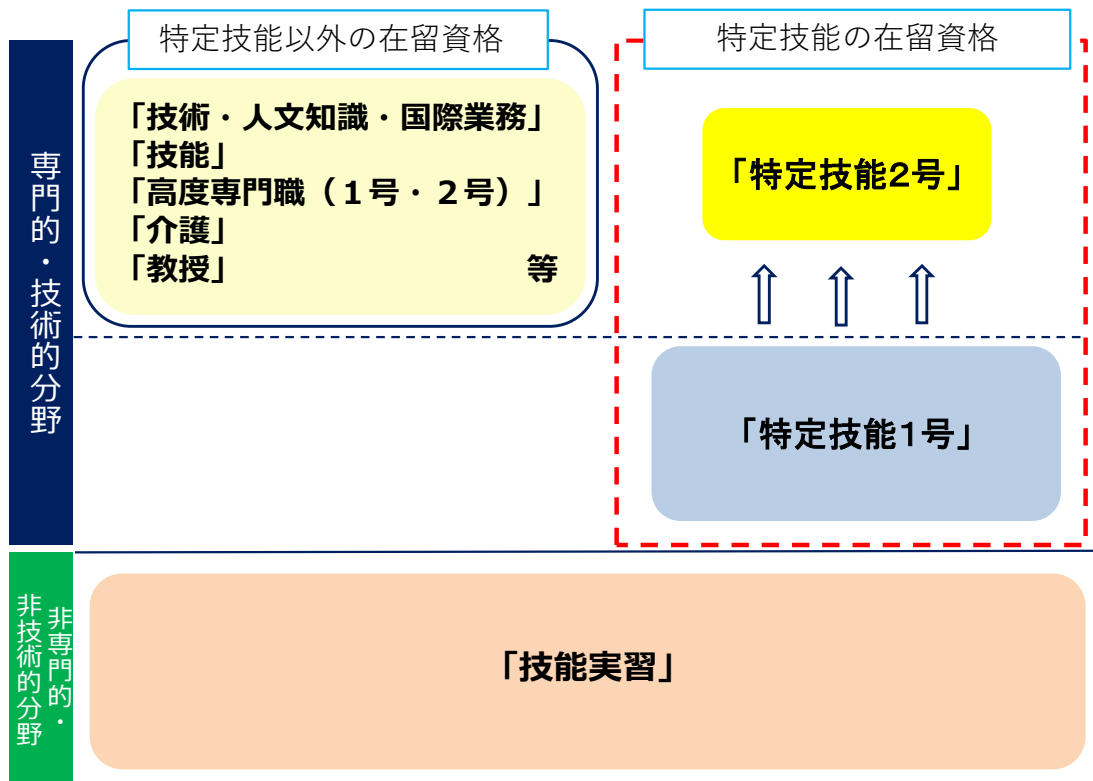 特定技能以外の在留資格
特定技能の在留資格
専門的・技術的分野
「技術・人文知識・国際業務」
「技能」
「高度専門職（１号・２号）」
「介護」
「教授」 等
「特定技能２号」
「特定技能１号」
非専門的・
非技術的分野
「技能実習」